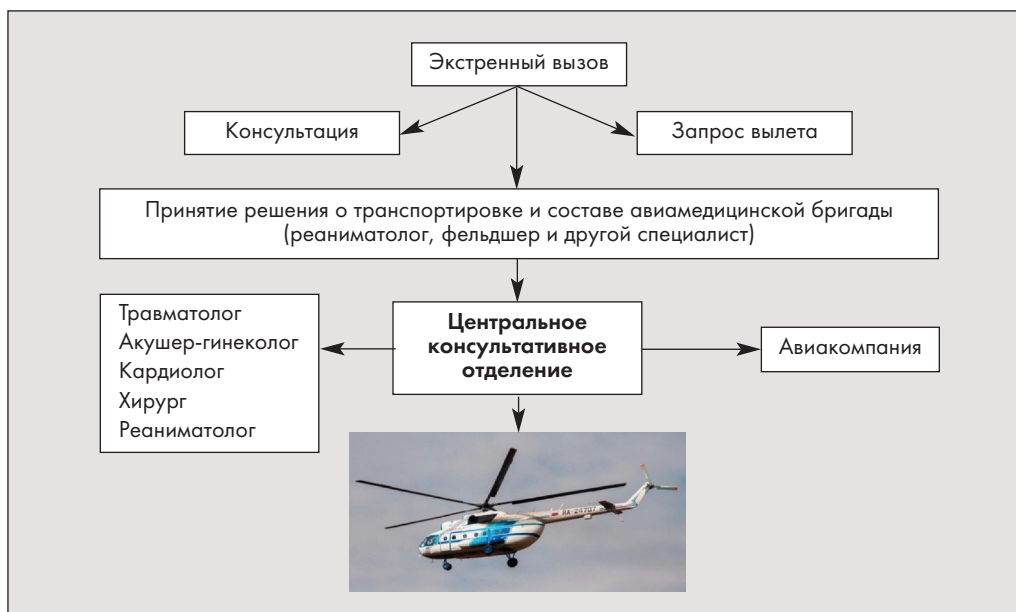 Экстренный вызов
Консультация
Запрос вылета
Принятие решения о транспортировке и составе авиамедицинской бригады
(реаниматолог, фельдшер и другой специалист)
Травматолог
Акушер-гинеколог
Кардиолог
Хирург
Реаниматолог
Центральное
консультативное
отделение
Авиакомпания